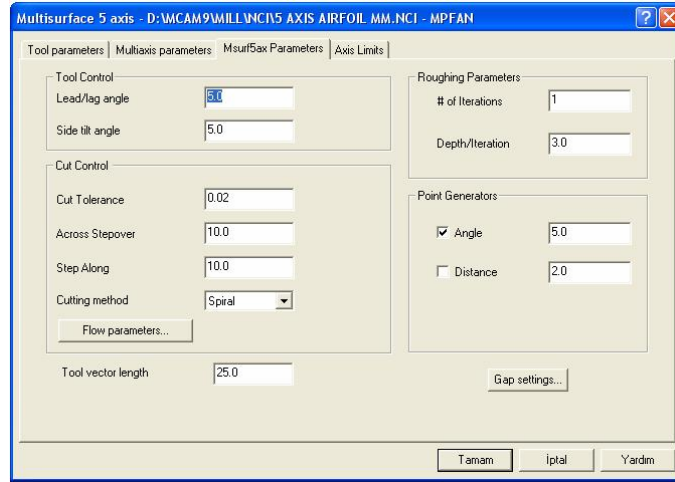 Multisurface 5 axis - D:\MCAM9\MILL\NCI\5 AXIS AIRFOIL MM.NCI - MPFAN
Tool parameters Multiaxis parameters Msurf5ax Parameters Axis Limits
Tool Control
Lead/lag angle 5.0
Side tilt angle 5.0
Cut Control
Cut Tolerance 0.02
Across Stepover 10.0
Step Along 10.0
Cutting method Spiral
Flow parameters...
Tool vector length 25.0
Roughing Parameters
# of Iterations 1
Depth/Iteration 3.0
Point Generators
Angle 5.0
Distance 2.0
Gap settings...
Tamam İptal Yardım